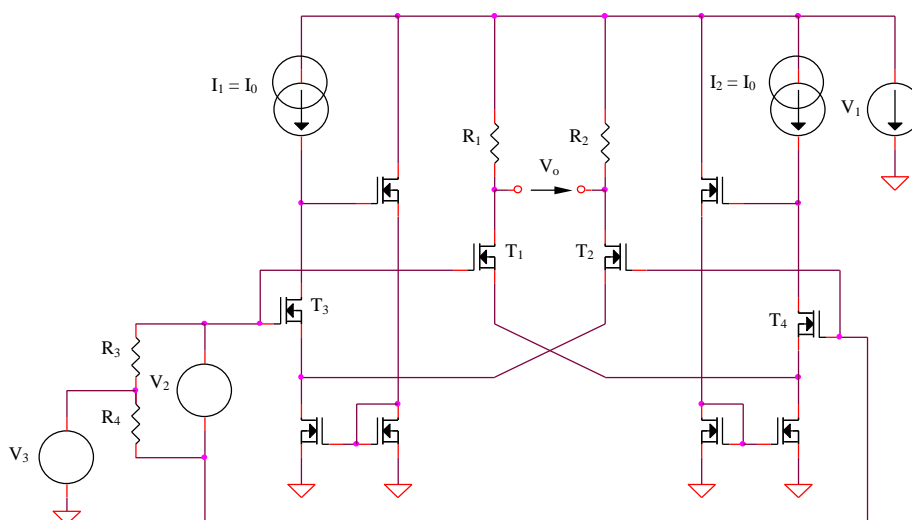 I₁ = I₀
I₂ = I₀
V₁
R₁
R₂
Vₒ
T₁
T₂
T₃
T₄
R₃
V₂
R₄
V₃